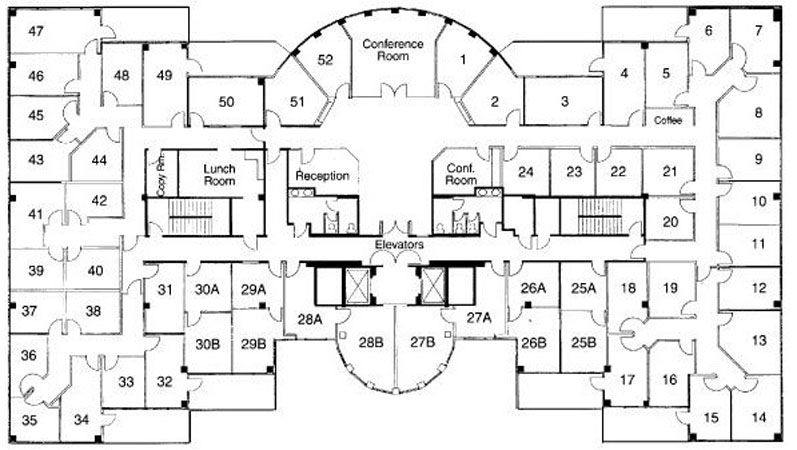 47
6
7
52
Conference
Room
1
46
48
49
4
5
50
51
2
3
8
45
Coffee
43
44
Copy Rm.
Lunch
Room
Reception
Conf.
Room
24
23
22
21
9
42
10
41
20
11
Elevators
39
40
31
30A
29A
26A
25A
18
19
12
37
38
28A
27A
36
30B
29B
28B
27B
26B
25B
13
33
32
17
16
35
34
15
14